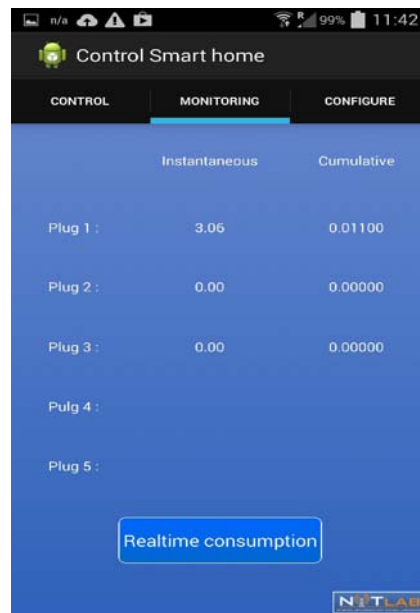 n/a R 99% 11:42
Control Smart home
CONTROL MONITORING CONFIGURE
Instantaneous Cumulative
Plug 1 : 3.06 0.01100
Plug 2 : 0.00 0.00000
Plug 3 : 0.00 0.00000
Pulg 4 :
Plug 5 :
Realtime consumption
NITLAB